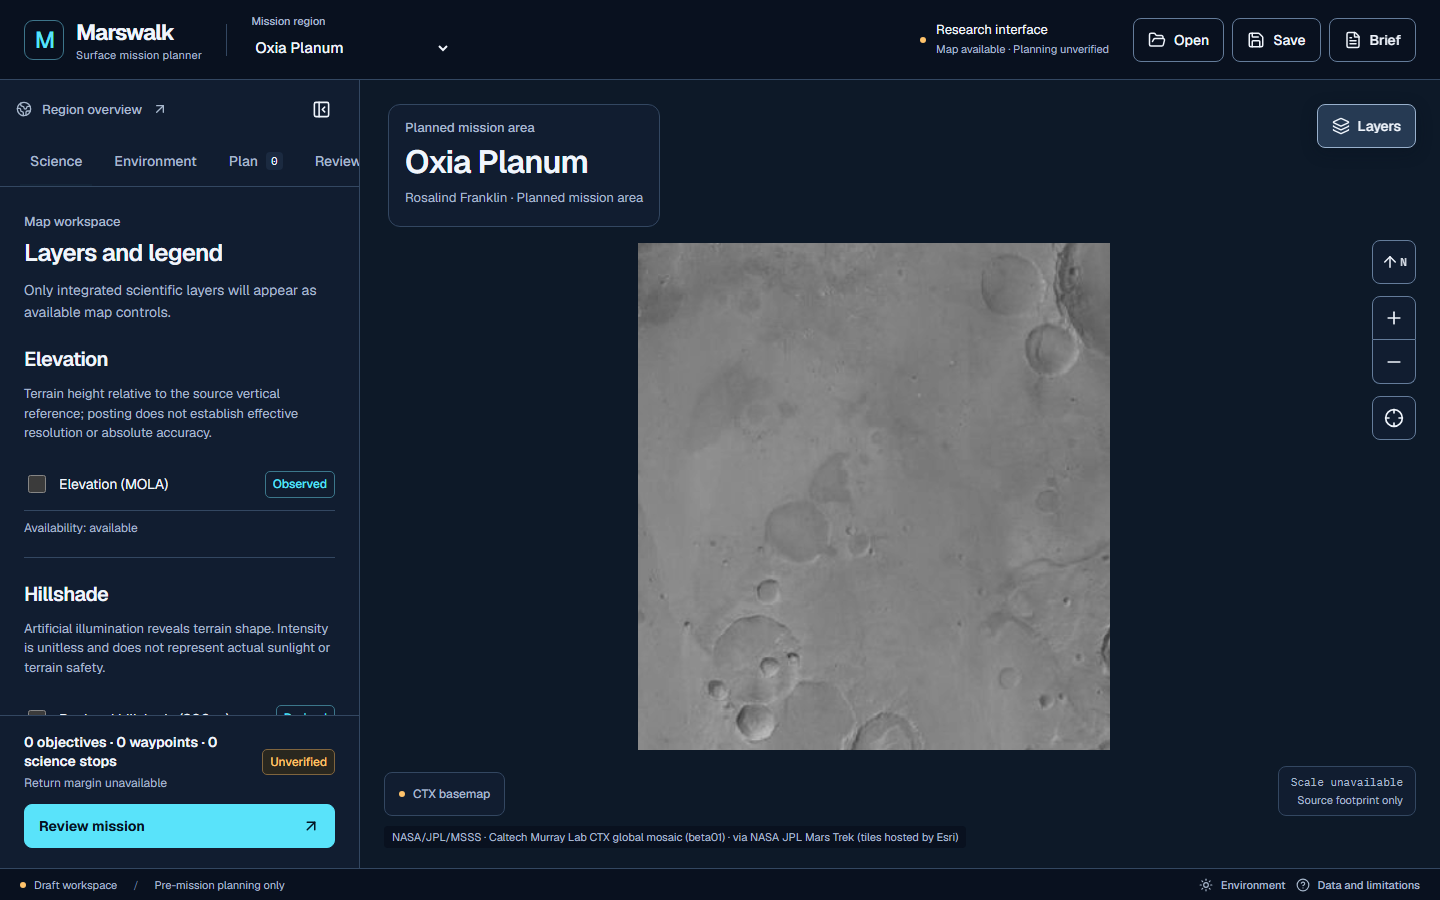 M
Marswalk
Surface mission planner
Mission region
Oxia Planum
Research interface
Map available · Planning unverified
Open
Save
Brief
Region overview
Science
Environment
Plan 0
Review
Map workspace
Layers and legend
Only integrated scientific layers will appear as
available map controls.
Elevation
Terrain height relative to the source vertical
reference; posting does not establish effective
resolution or absolute accuracy.
Elevation (MOLA)
Observed
Availability: available
Hillshade
Artificial illumination reveals terrain shape. Intensity
is unitless and does not represent actual sunlight or
terrain safety.
0 objectives · 0 waypoints · 0
science stops
Unverified
Return margin unavailable
Review mission
Planned mission area
Oxia Planum
Rosalind Franklin · Planned mission area
Layers
N
CTX basemap
Scale unavailable
Source footprint only
NASA/JPL/MSSS · Caltech Murray Lab CTX global mosaic (beta01) · via NASA JPL Mars Trek (tiles hosted by Esri)
Draft workspace / Pre-mission planning only
Environment
Data and limitations